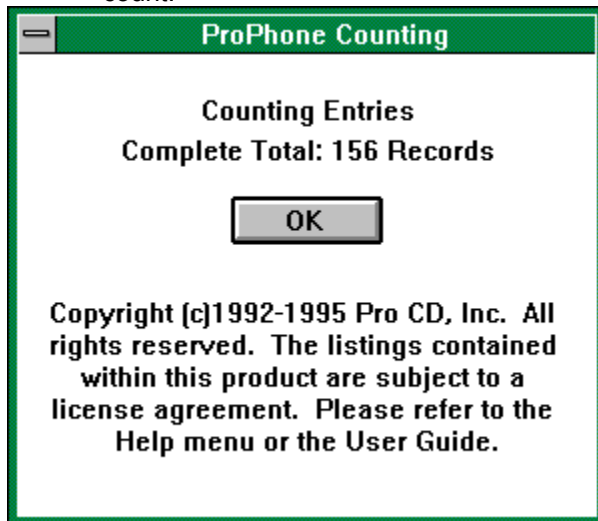 count.
ProPhone Counting
Counting Entries
Complete Total: 156 Records
OK
Copyright (c)1992-1995 Pro CD, Inc.  All
rights reserved.  The listings contained
within this product are subject to a
license agreement.  Please refer to the
Help menu or the User Guide.